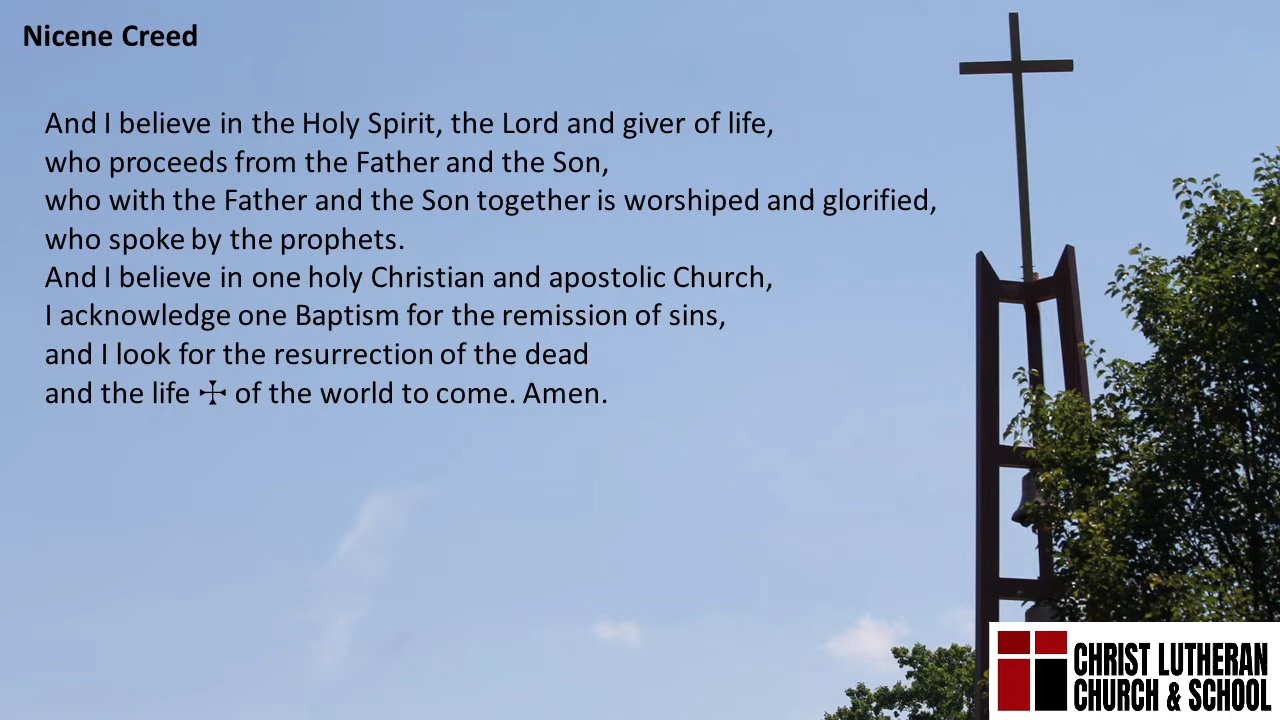 Nicene Creed
And I believe in the Holy Spirit, the Lord and giver of life,
who proceeds from the Father and the Son,
who with the Father and the Son together is worshiped and glorified,
who spoke by the prophets.
And I believe in one holy Christian and apostolic Church,
I acknowledge one Baptism for the remission of sins,
and I look for the resurrection of the dead
and the life ☩ of the world to come. Amen.
CHRIST LUTHERAN
CHURCH & SCHOOL